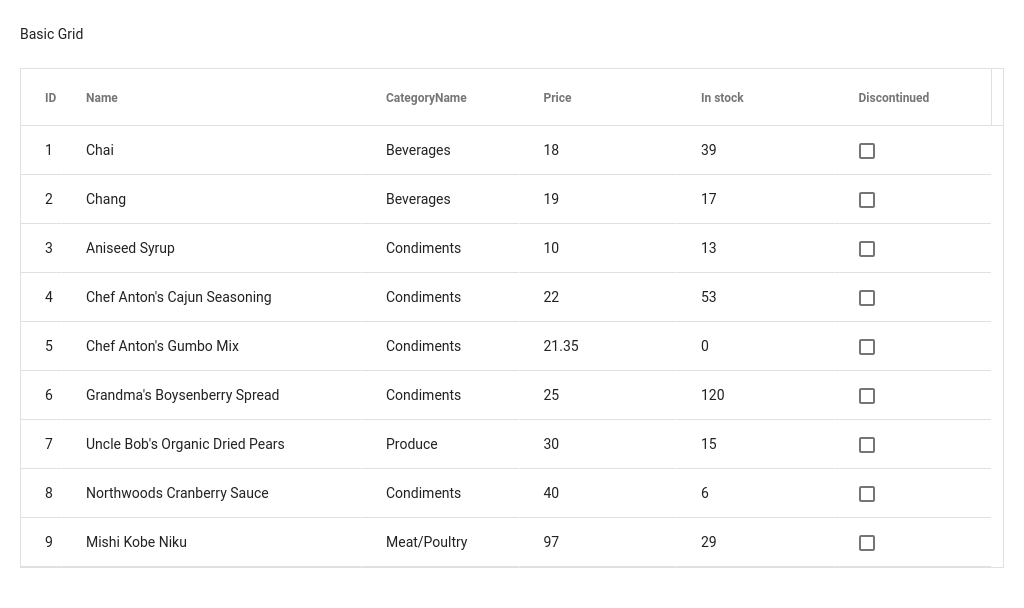 Basic Grid
ID Name CategoryName Price In stock Discontinued
1 Chai Beverages 18 39
2 Chang Beverages 19 17
3 Aniseed Syrup Condiments 10 13
4 Chef Anton's Cajun Seasoning Condiments 22 53
5 Chef Anton's Gumbo Mix Condiments 21.35 0
6 Grandma's Boysenberry Spread Condiments 25 120
7 Uncle Bob's Organic Dried Pears Produce 30 15
8 Northwoods Cranberry Sauce Condiments 40 6
9 Mishi Kobe Niku Meat/Poultry 97 29